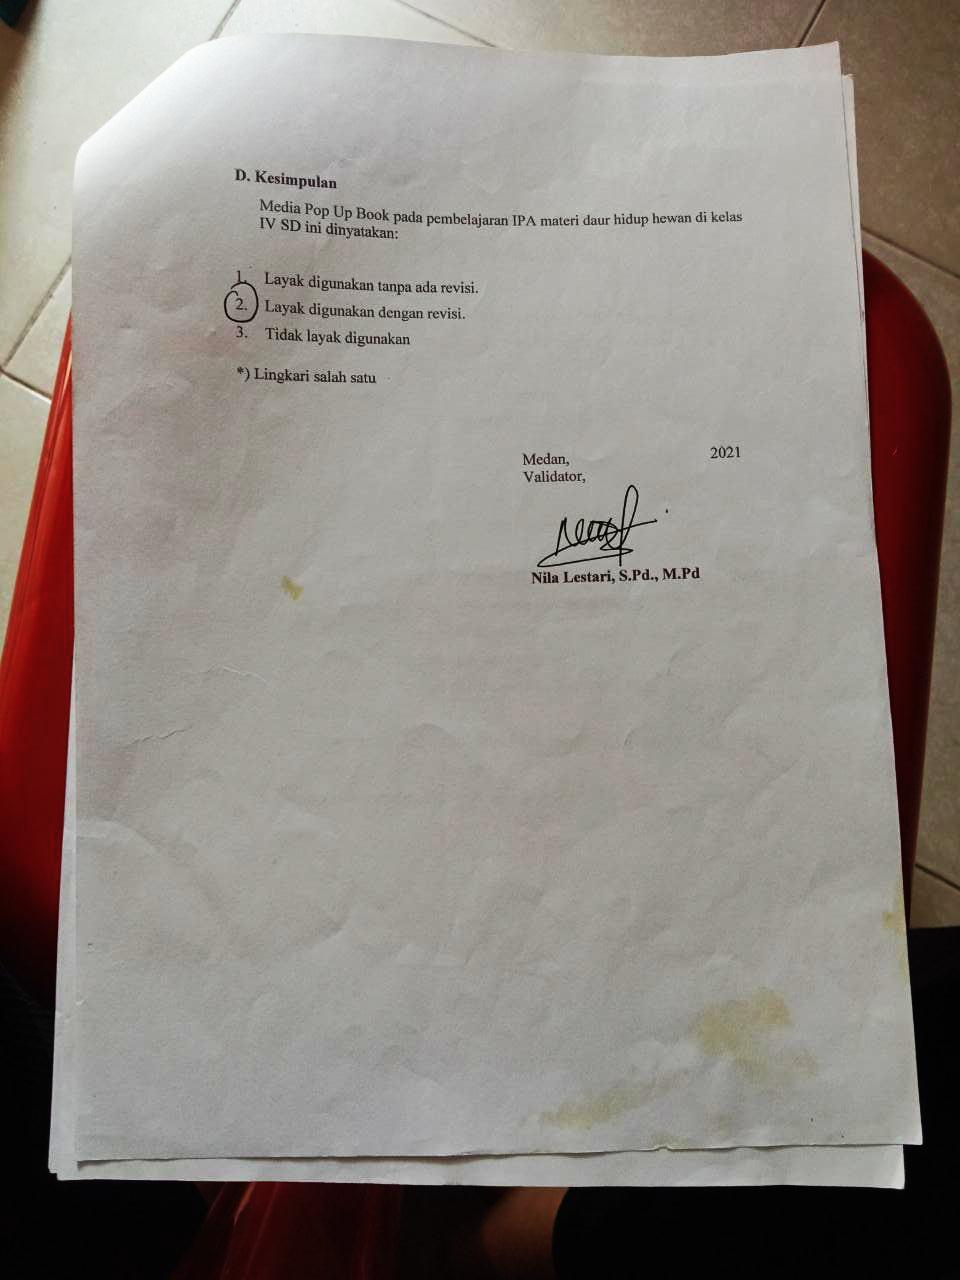 D. Kesimpulan
Media Pop Up Book pada pembelajaran IPA materi daur hidup hewan di kelas
IV SD ini dinyatakan:
1. Layak digunakan tanpa ada revisi.
2. Layak digunakan dengan revisi.
3. Tidak layak digunakan
*) Lingkari salah satu
Medan, 2021
Validator,
Nila Lestari, S.Pd., M.Pd